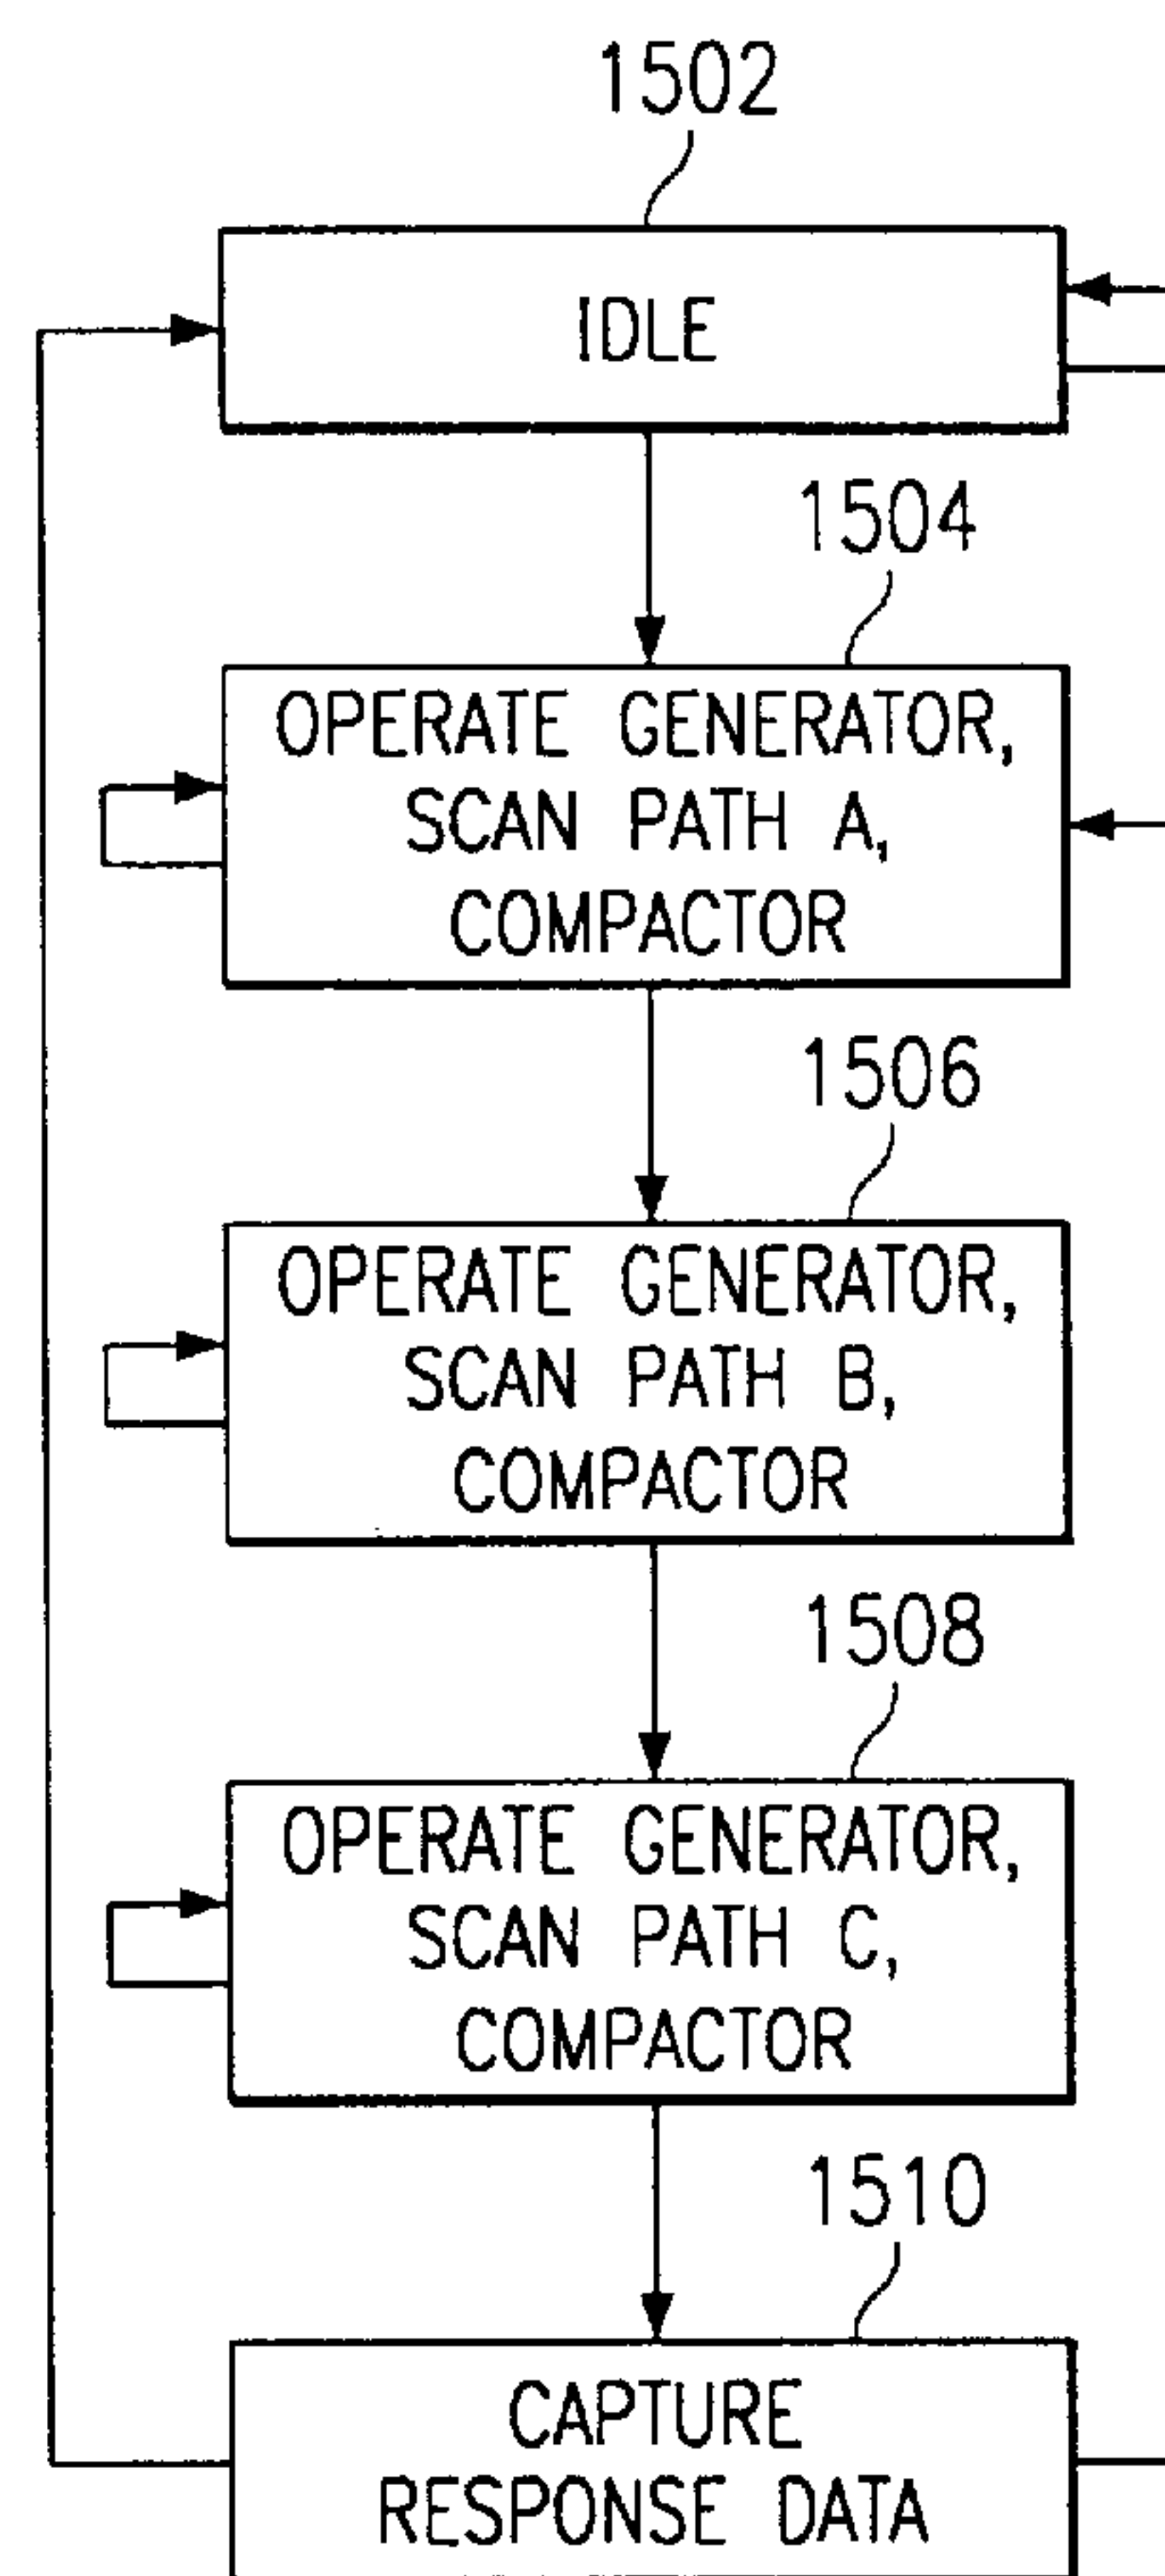 1502
IDLE
1504
OPERATE GENERATOR,
SCAN PATH A,
COMPACTOR
1506
OPERATE GENERATOR,
SCAN PATH B,
COMPACTOR
1508
OPERATE GENERATOR,
SCAN PATH C,
COMPACTOR
1510
CAPTURE
RESPONSE DATA